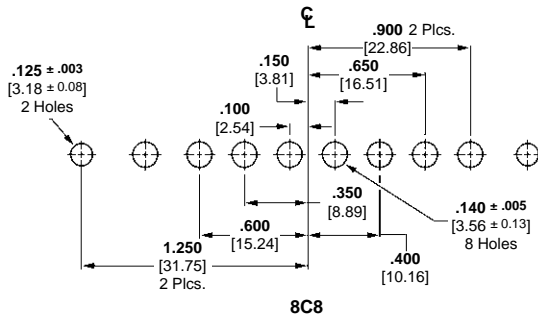 ℄
.900 2 Plcs.
[22.86]
.125 ± .003
[3.18 ± 0.08]
2 Holes
.150
[3.81]
.650
[16.51]
.100
[2.54]
.350
[8.89]
.140 ± .005
[3.56 ± 0.13]
8 Holes
.600
[15.24]
.400
[10.16]
1.250
[31.75]
2 Plcs.
8C8